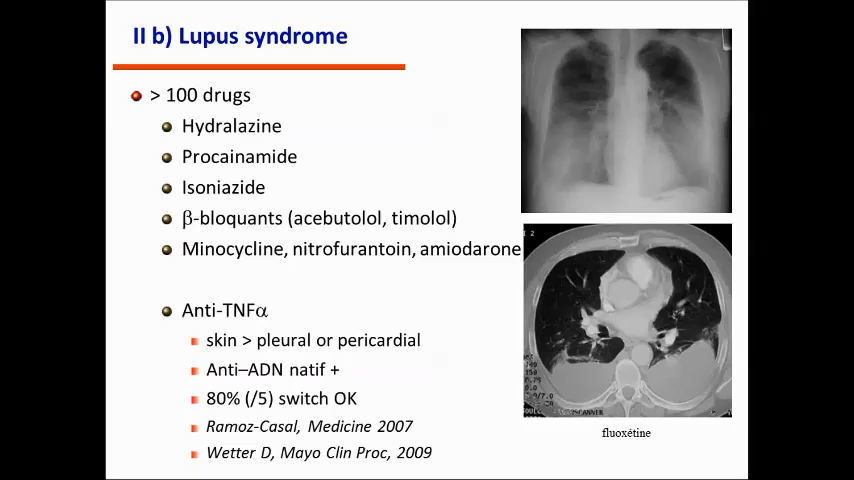 II b) Lupus syndrome
> 100 drugs
Hydralazine
Procainamide
Isoniazide
β-bloquants (acebutolol, timolol)
Minocycline, nitrofurantoin, amiodarone
Anti-TNFα
skin > pleural or pericardial
Anti–ADN natif +
80% (/5) switch OK
Ramoz-Casal, Medicine 2007
Wetter D, Mayo Clin Proc, 2009
fluoxétine